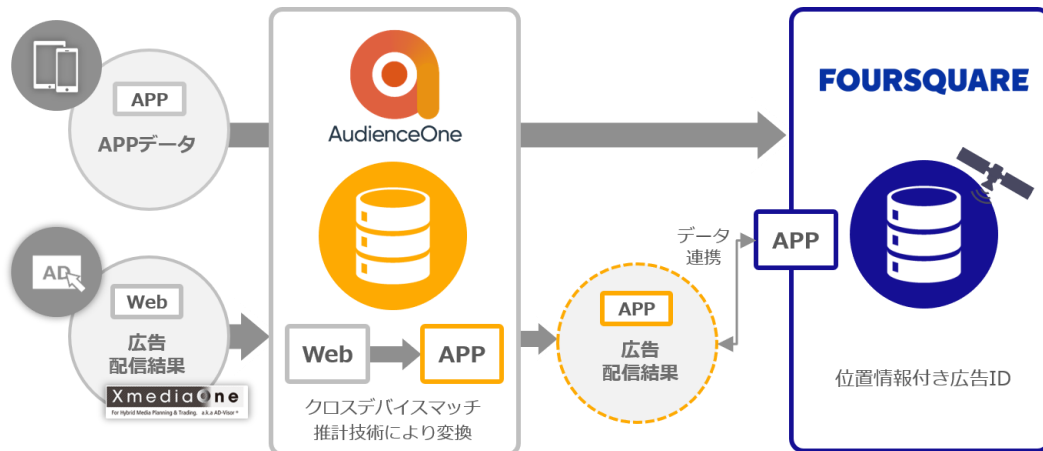 APP
APPデータ
AD
Web
広告
配信結果
XmediaOne
For Hybrid Media Planning & Trading. a.k.a AD-Visor
AudienceOne
Web
APP
クロスデバイスマッチ
推計技術により変換
APP
広告
配信結果
データ
連携
APP
FOURSQUARE
位置情報付き広告ID